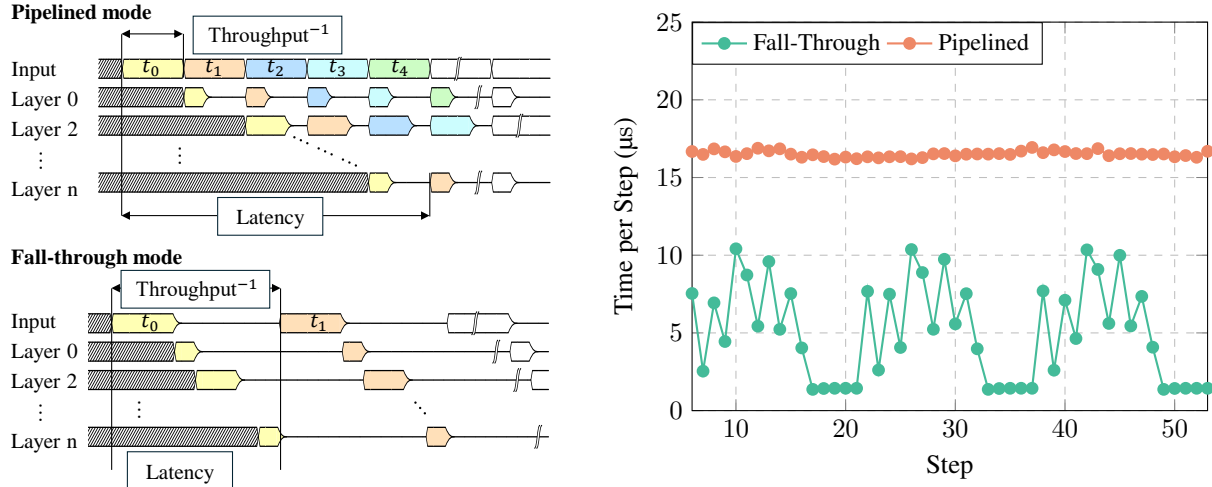 Pipelined mode
Throughput⁻¹
Input t₀ t₁ t₂ t₃ t₄
Layer 0
Layer 2
⋮ ⋮ ⋱
Layer n
Latency
Fall-through mode
Throughput⁻¹
Input t₀ t₁
Layer 0
Layer 2
⋮ ⋮ ⋱
Layer n
Latency
Fall-Through Pipelined
Time per Step (µs)
25
20
15
10
5
0
10 20 30 40 50
Step